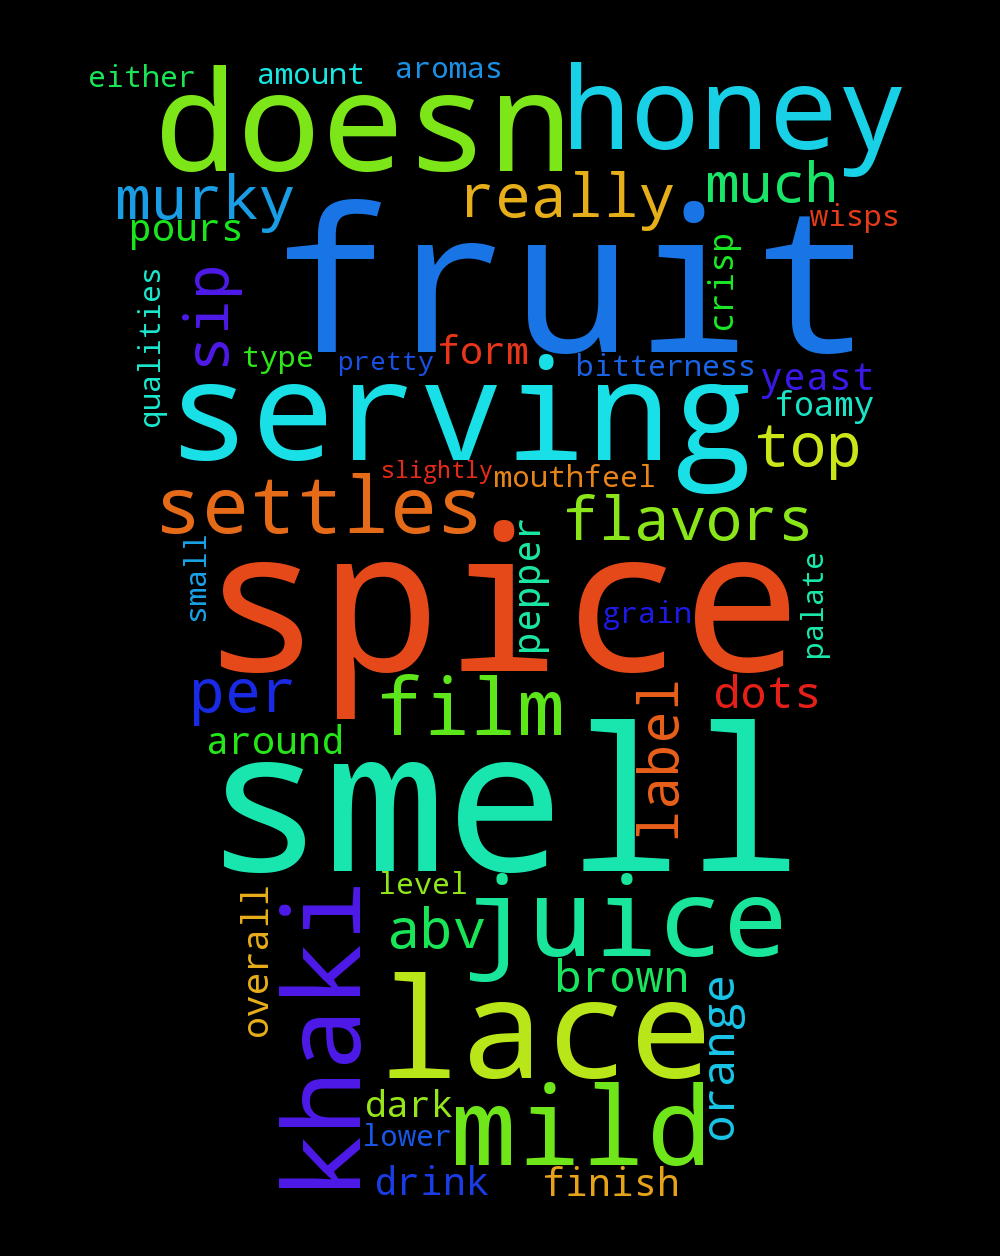 either
amount
aromas
doesn
honey
murky
really
much
pours
wisps
fruit
crisp
sip
qualities
type
pretty
form
bitterness
yeast
serving
foamy
top
slightly
mouthfeel
settles
flavors
small
spice
pepper
grain
palate
per
film
label
dots
around
smell
level
khaki
overall
abv
juice
brown
lace
orange
dark
mild
lower
drink
finish